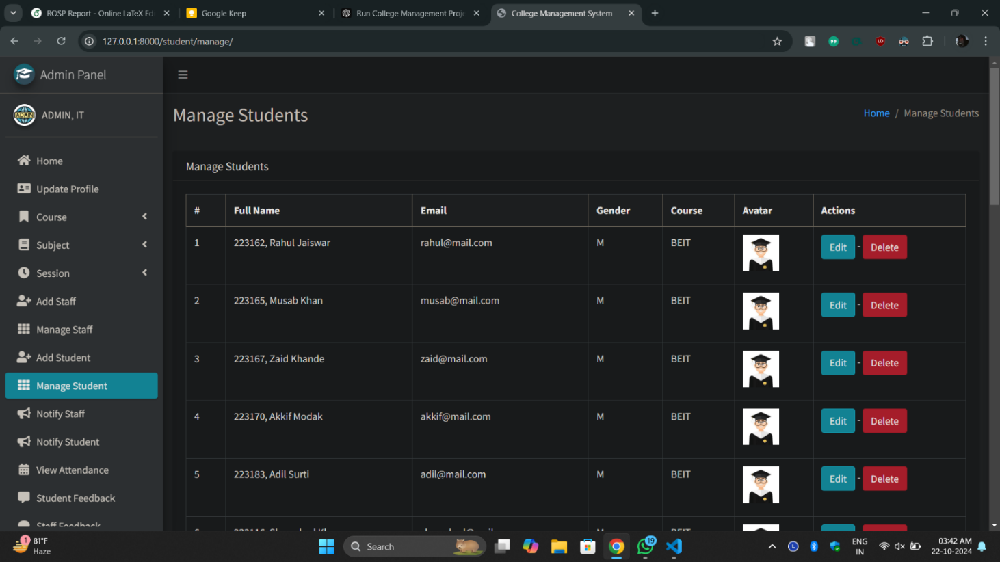 ROSP Report - Online LaTeX Ed
Google Keep
Run College Management Proj
College Management System
127.0.0.1:8000/student/manage/
Admin Panel
ADMIN
ADMIN, IT
Home
Update Profile
Course
Subject
Session
Add Staff
Manage Staff
Add Student
Manage Student
Notify Staff
Notify Student
View Attendance
Student Feedback
Staff Feedback
Manage Students
Home / Manage Students
Manage Students
# Full Name Email Gender Course Avatar Actions
1 223162, Rahul Jaiswar rahul@mail.com M BEIT Edit - Delete
2 223165, Musab Khan musab@mail.com M BEIT Edit - Delete
3 223167, Zaid Khande zaid@mail.com M BEIT Edit - Delete
4 223170, Akkif Modak akkif@mail.com M BEIT Edit - Delete
5 223183, Adil Surti adil@mail.com M BEIT Edit - Delete
1
81°F
Haze
Search
19
ENG
IN
03:42 AM
22-10-2024